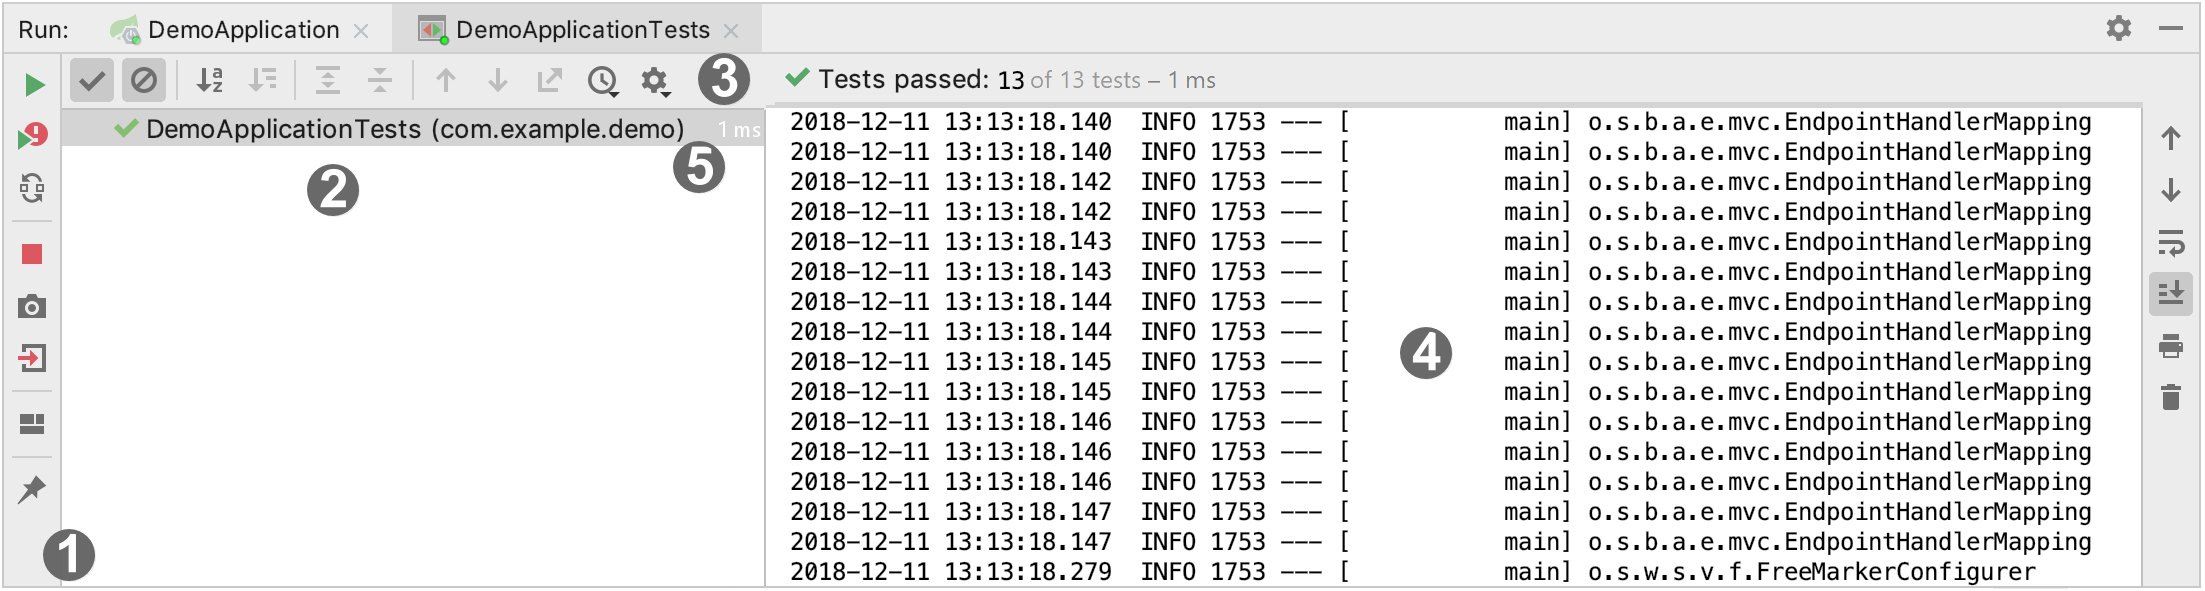 Run: DemoApplication DemoApplicationTests
3 Tests passed: 13 of 13 tests – 1 ms
DemoApplicationTests (com.example.demo) 1 ms
5
2
1
2018-12-11 13:13:18.140 INFO 1753 --- [ main] o.s.b.a.e.mvc.EndpointHandlerMapping
2018-12-11 13:13:18.140 INFO 1753 --- [ main] o.s.b.a.e.mvc.EndpointHandlerMapping
2018-12-11 13:13:18.142 INFO 1753 --- [ main] o.s.b.a.e.mvc.EndpointHandlerMapping
2018-12-11 13:13:18.142 INFO 1753 --- [ main] o.s.b.a.e.mvc.EndpointHandlerMapping
2018-12-11 13:13:18.143 INFO 1753 --- [ main] o.s.b.a.e.mvc.EndpointHandlerMapping
2018-12-11 13:13:18.143 INFO 1753 --- [ main] o.s.b.a.e.mvc.EndpointHandlerMapping
2018-12-11 13:13:18.144 INFO 1753 --- [ main] o.s.b.a.e.mvc.EndpointHandlerMapping
2018-12-11 13:13:18.144 INFO 1753 --- [ main] o.s.b.a.e.mvc.EndpointHandlerMapping
4
2018-12-11 13:13:18.145 INFO 1753 --- [ main] o.s.b.a.e.mvc.EndpointHandlerMapping
2018-12-11 13:13:18.145 INFO 1753 --- [ main] o.s.b.a.e.mvc.EndpointHandlerMapping
2018-12-11 13:13:18.146 INFO 1753 --- [ main] o.s.b.a.e.mvc.EndpointHandlerMapping
2018-12-11 13:13:18.146 INFO 1753 --- [ main] o.s.b.a.e.mvc.EndpointHandlerMapping
2018-12-11 13:13:18.146 INFO 1753 --- [ main] o.s.b.a.e.mvc.EndpointHandlerMapping
2018-12-11 13:13:18.147 INFO 1753 --- [ main] o.s.b.a.e.mvc.EndpointHandlerMapping
2018-12-11 13:13:18.147 INFO 1753 --- [ main] o.s.b.a.e.mvc.EndpointHandlerMapping
2018-12-11 13:13:18.279 INFO 1753 --- [ main] o.s.w.s.v.f.FreeMarkerConfigurer